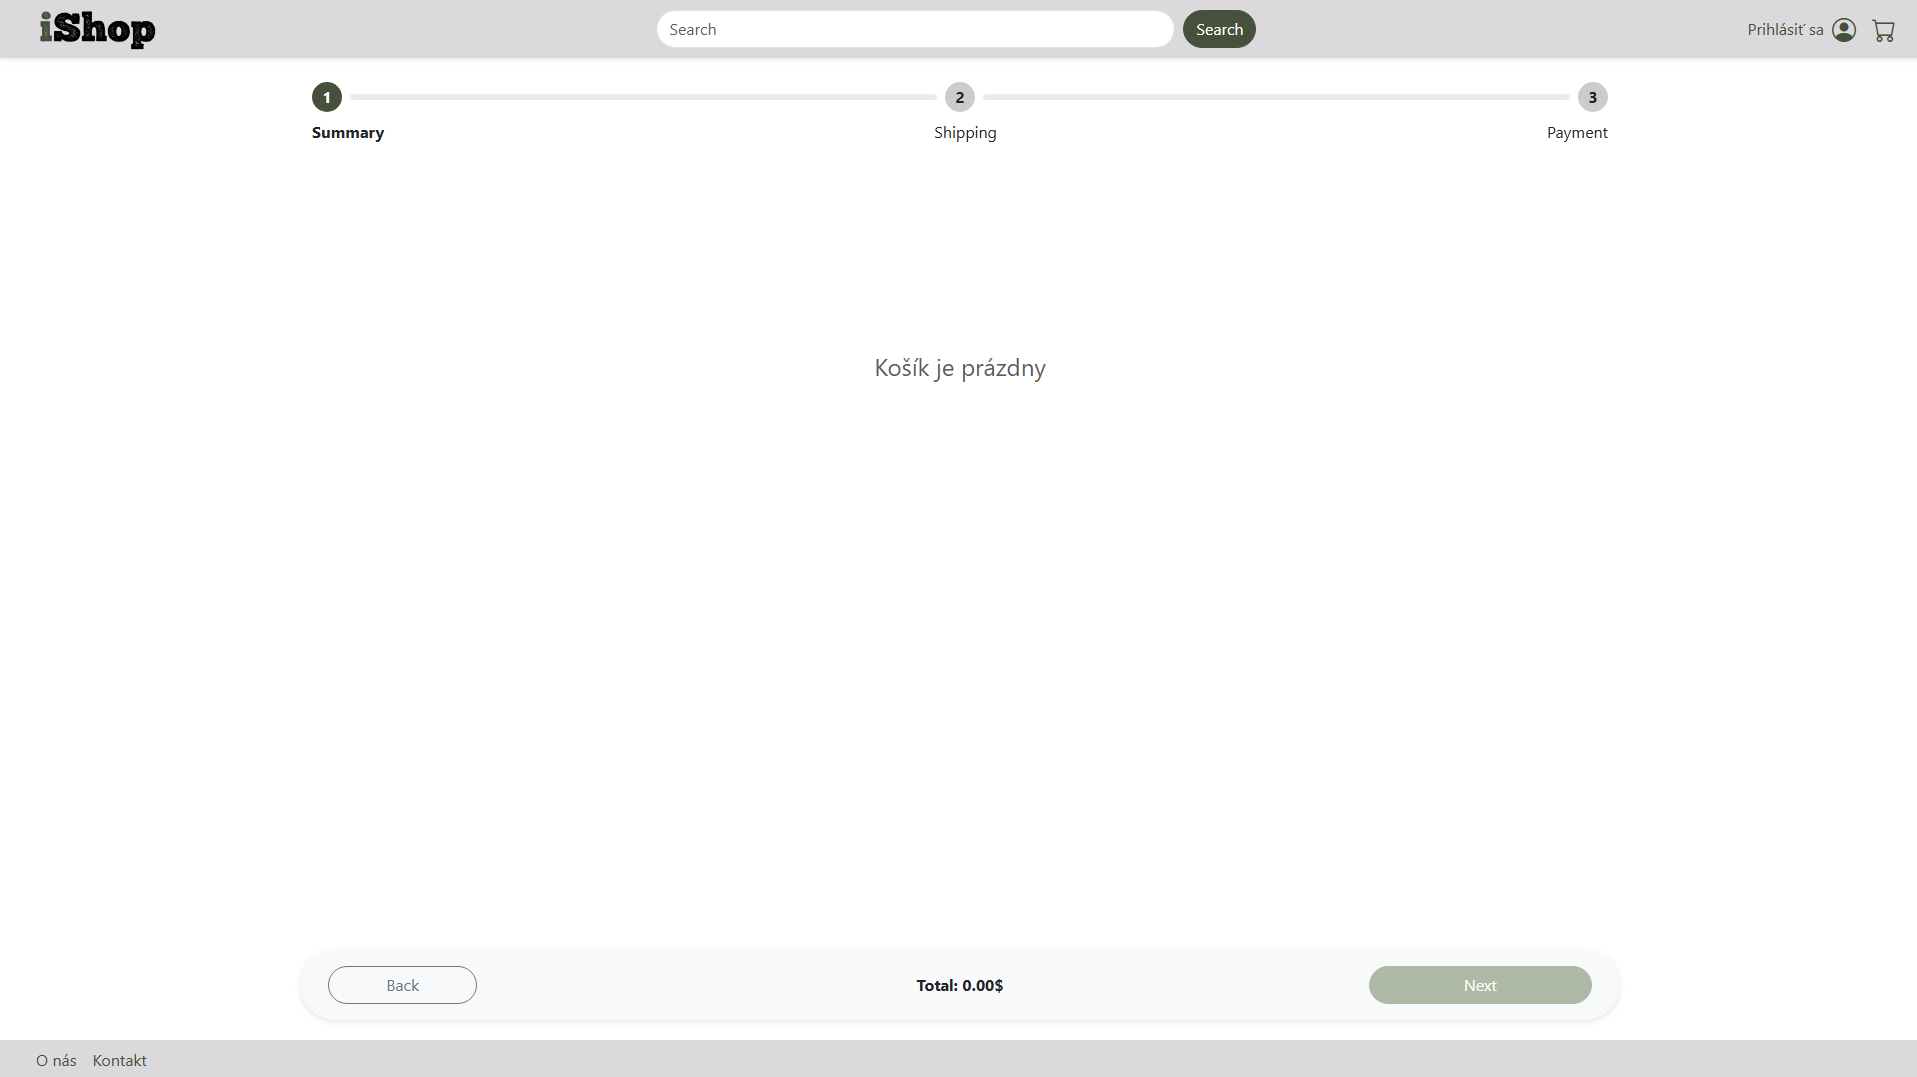 iShop
Search
Search
Prihlásiť sa
1
2
3
Summary
Shipping
Payment
Košík je prázdny
Back
Total: 0.00$
Next
O nás
Kontakt